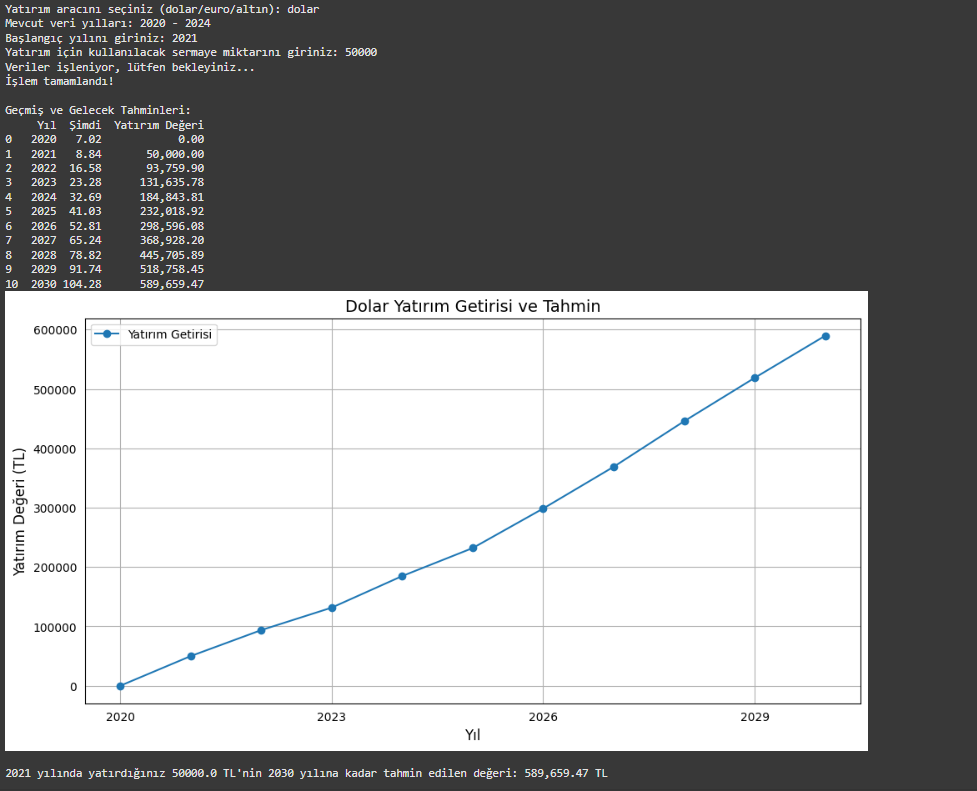 Yatırım aracını seçiniz (dolar/euro/altın): dolar
Mevcut veri yılları: 2020 - 2024
Başlangıç yılını giriniz: 2021
Yatırım için kullanılacak sermaye miktarını giriniz: 50000
Veriler işleniyor, lütfen bekleyiniz...
İşlem tamamlandı!
Geçmiş ve Gelecek Tahminleri:
Yıl Şimdi Yatırım Değeri
0 2020 7.02 0.00
1 2021 8.84 50,000.00
2 2022 16.58 93,759.90
3 2023 23.28 131,635.78
4 2024 32.69 184,843.81
5 2025 41.03 232,018.92
6 2026 52.81 298,596.08
7 2027 65.24 368,928.20
8 2028 78.82 445,705.89
9 2029 91.74 518,758.45
10 2030 104.28 589,659.47
Dolar Yatırım Getirisi ve Tahmin
Yatırım Getirisi
600000
500000
400000
300000
200000
100000
0
Yatırım Değeri (TL)
2020 2023 2026 2029
Yıl
2021 yılında yatırdığınız 50000.0 TL'nin 2030 yılına kadar tahmin edilen değeri: 589,659.47 TL